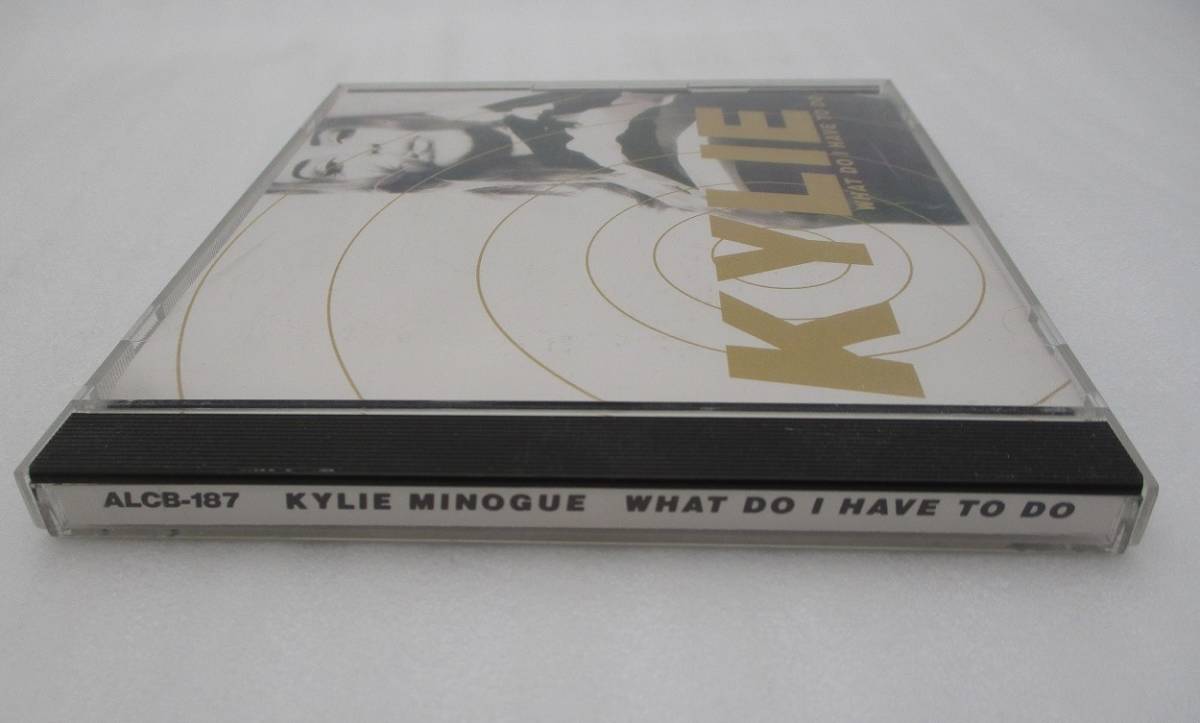 KYLIE
WHAT DO I HAVE TO DO
ALCB-187 KYLIE MINOGUE WHAT DO I HAVE TO DO